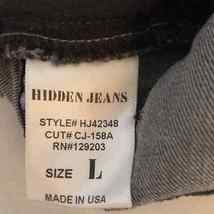 HIDDEN JEANS
STYLE# HJ42348
CUT# CJ-158A
RN#129203
SIZE L
MADE IN USA